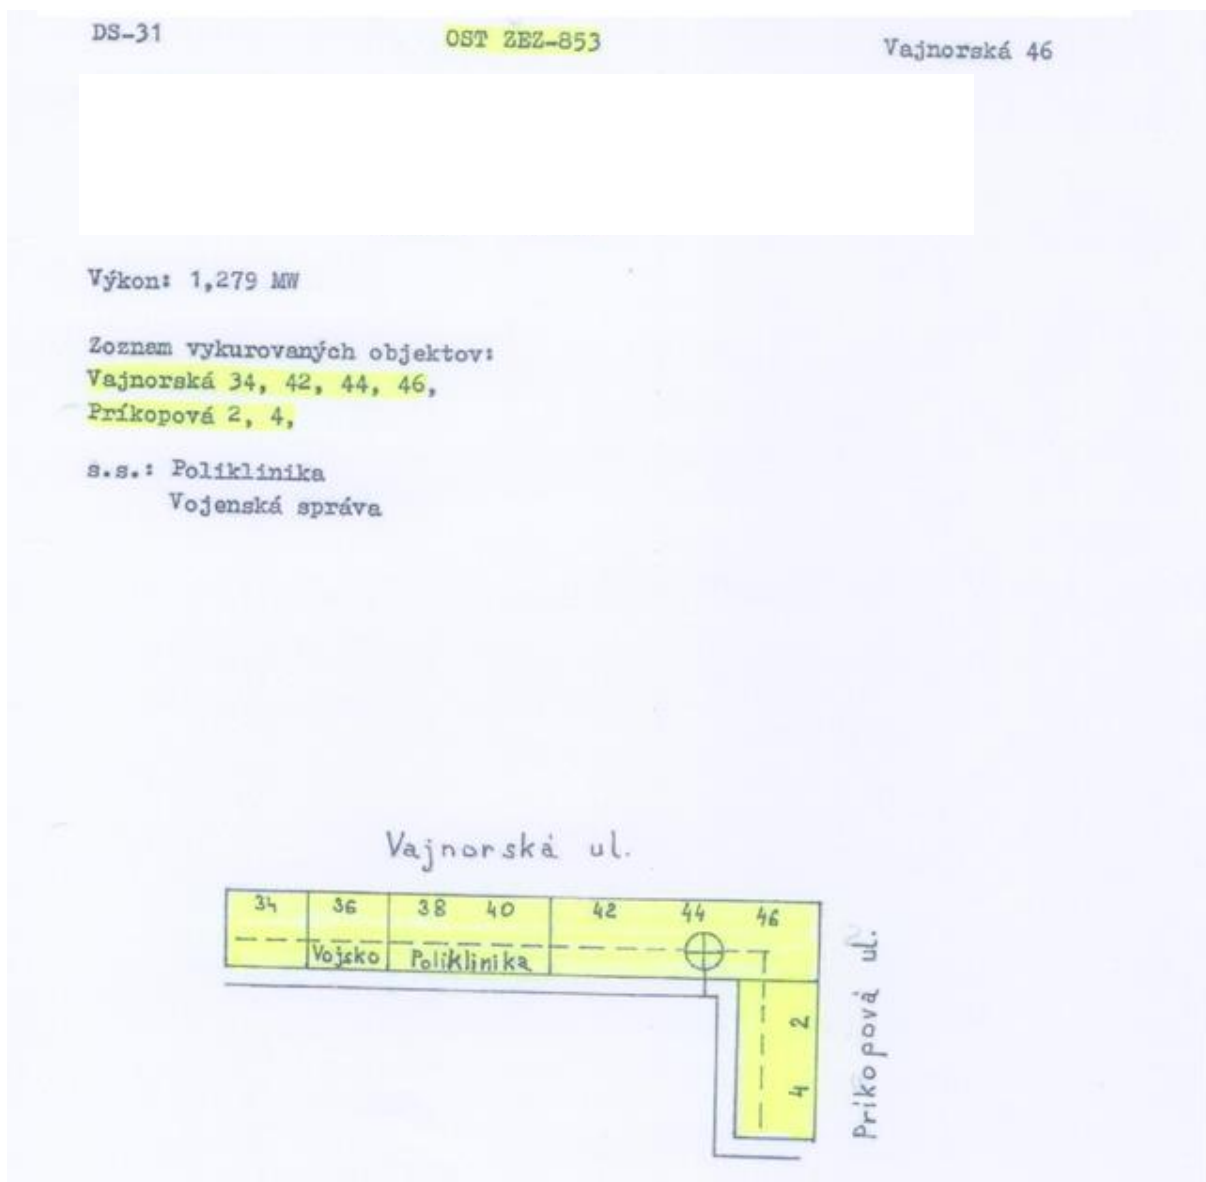 DS-31
OST ZEZ-853
Vajnorská 46
Výkon: 1,279 MW
Zoznam vykurovaných objektov:
Vajnorská 34, 42, 44, 46,
Príkopová 2, 4,
s.s.: Poliklinika
Vojenská správa
Vajnorská ul.
34 36 38 40 42 44 46
Vojsko Poliklinika
2
4
Príkopová ul.